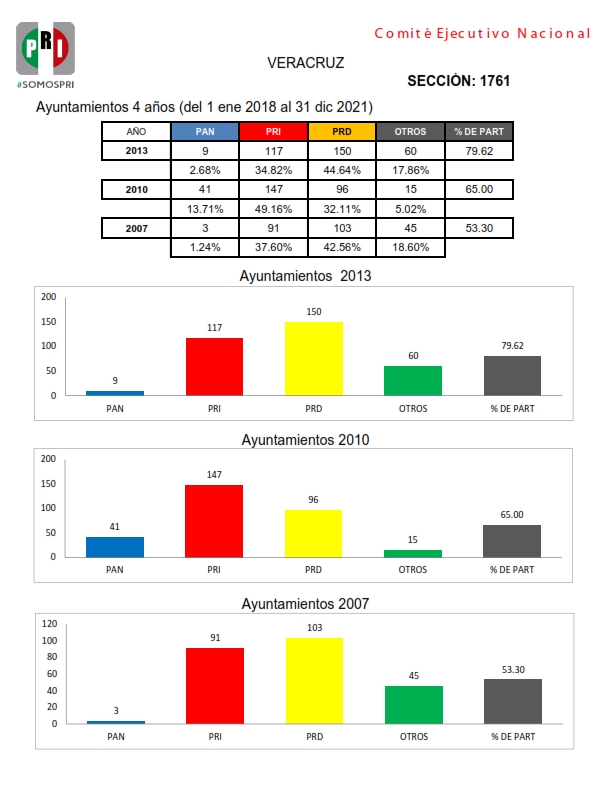 Comité Ejecutivo Nacional
PRI
#SOMOSPRI
VERACRUZ
SECCIÓN: 1761
Ayuntamientos 4 años (del 1 ene 2018 al 31 dic 2021)
AÑO PAN PRI PRD OTROS % DE PART
2013 9 117 150 60 79.62
2.68% 34.82% 44.64% 17.86%
2010 41 147 96 15 65.00
13.71% 49.16% 32.11% 5.02%
2007 3 91 103 45 53.30
1.24% 37.60% 42.56% 18.60%
Ayuntamientos 2013
200
150
100
50
0
9 117 150 60 79.62
PAN PRI PRD OTROS % DE PART
Ayuntamientos 2010
200
150
100
50
0
41 147 96 15 65.00
PAN PRI PRD OTROS % DE PART
Ayuntamientos 2007
120
100
80
60
40
20
0
3 91 103 45 53.30
PAN PRI PRD OTROS % DE PART